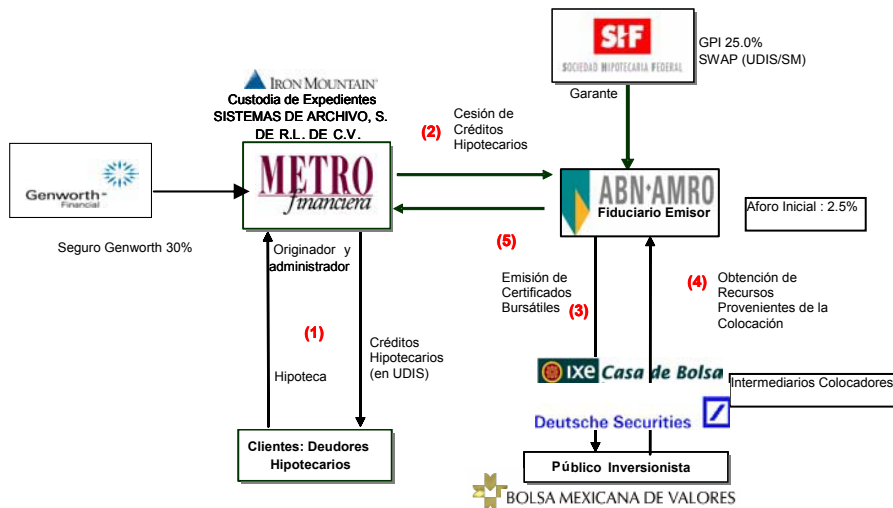 SHF
SOCIEDAD HIPOTECARIA FEDERAL
GPI 25.0%
SWAP (UDIS/SM)
Garante
IRON MOUNTAIN
Custodia de Expedientes
SISTEMAS DE ARCHIVO, S.
DE R.L. DE C.V.
(2)
Cesión de
Créditos
Hipotecarios
Genworth
Financial
METRO
financiera
ABN·AMRO
Fiduciario Emisor
Aforo Inicial : 2.5%
Seguro Genworth 30%
Originador y
administrador
(5)
Emisión de
Certificados
Bursátiles
(3)
(4)
Obtención de
Recursos
Provenientes de la
Colocación
(1)
Hipoteca
Créditos
Hipotecarios
(en UDIS)
IXE Casa de Bolsa
Intermediarios Colocadores
Deutsche Securities
Clientes: Deudores
Hipotecarios
Público Inversionista
BOLSA MEXICANA DE VALORES